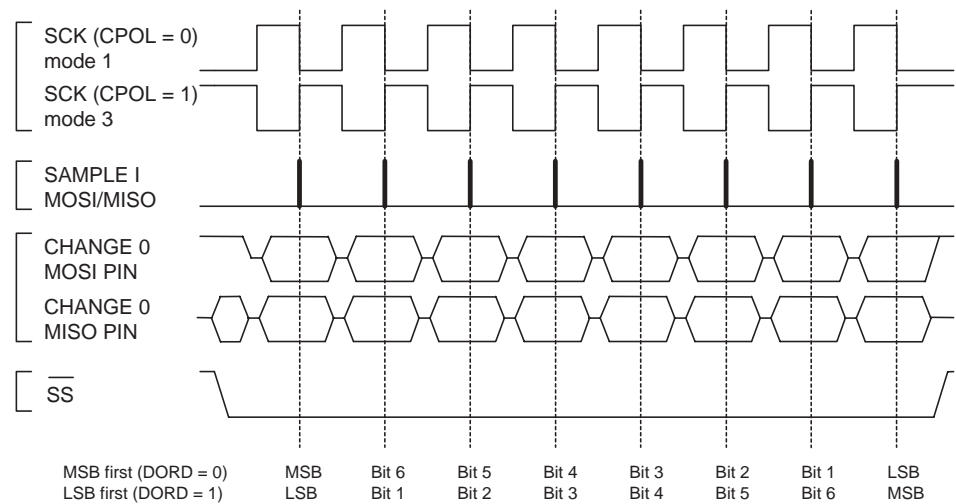 SCK (CPOL = 0)
mode 1
SCK (CPOL = 1)
mode 3
SAMPLE I
MOSI/MISO
CHANGE 0
MOSI PIN
CHANGE 0
MISO PIN
SS
MSB first (DORD = 0) MSB Bit 6 Bit 5 Bit 4 Bit 3 Bit 2 Bit 1 LSB
LSB first (DORD = 1) LSB Bit 1 Bit 2 Bit 3 Bit 4 Bit 5 Bit 6 MSB